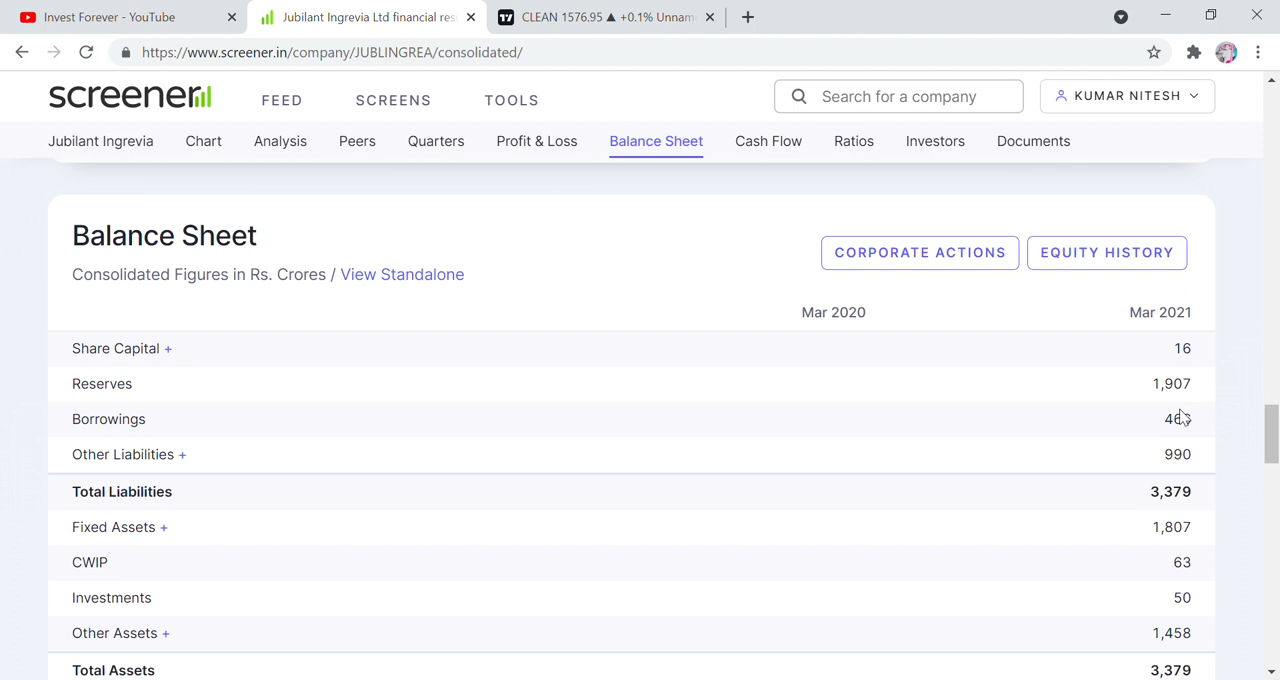 Invest Forever - YouTube
Jubilant Ingrevia Ltd financial res
CLEAN 1576.95 ▲ +0.1% Unnam
https://www.screener.in/company/JUBLINGREA/consolidated/
screener
FEED SCREENS TOOLS
Search for a company
KUMAR NITESH
Jubilant Ingrevia Chart Analysis Peers Quarters Profit & Loss Balance Sheet Cash Flow Ratios Investors Documents
Balance Sheet
CORPORATE ACTIONS EQUITY HISTORY
Consolidated Figures in Rs. Crores / View Standalone
Mar 2020 Mar 2021
Share Capital + 16
Reserves 1,907
Borrowings
Other Liabilities + 990
Total Liabilities 3,379
Fixed Assets + 1,807
CWIP 63
Investments 50
Other Assets + 1,458
Total Assets 3,379